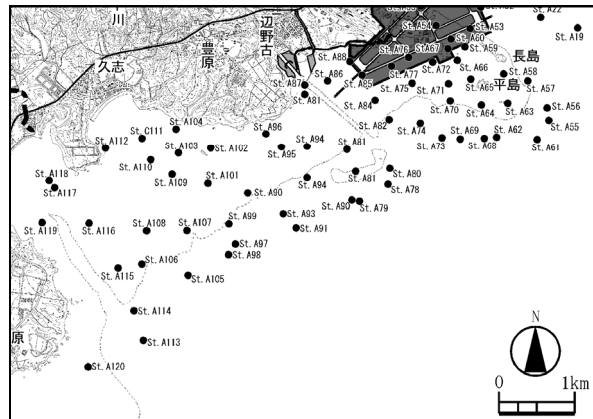 St. A52
St. A22
St. A54
St. A53
St. A19
川
辺野古
豊原
久志
St. A60
St. A59
St. A76
St. A67
長島
St. A88
St. A72
St. A66
St. A58
St. A77
St. A86
St. A85
St. A75
St. A71
St. A65
平島
St. A57
St. A87
St. A81
St. A84
St. A70
St. A64
St. A63
St. A56
St. A55
St. A82
St. A74
St. A104
St. C111
St. A96
St. A73
St. A69
St. A68
St. A62
St. A61
St. A112
St. A103
St. A102
St. A95
St. A94
St. A81
St. A110
St. A118
St. A117
St. A109
St. A101
St. A94
St. A81
St. A80
St. A78
St. A90
St. A90
St. A79
St. A93
St. A119
St. A116
St. A108
St. A107
St. A99
St. A91
St. A97
St. A98
St. A106
St. A115
St. A105
St. A114
原
St. A113
St. A120
N
0 1km